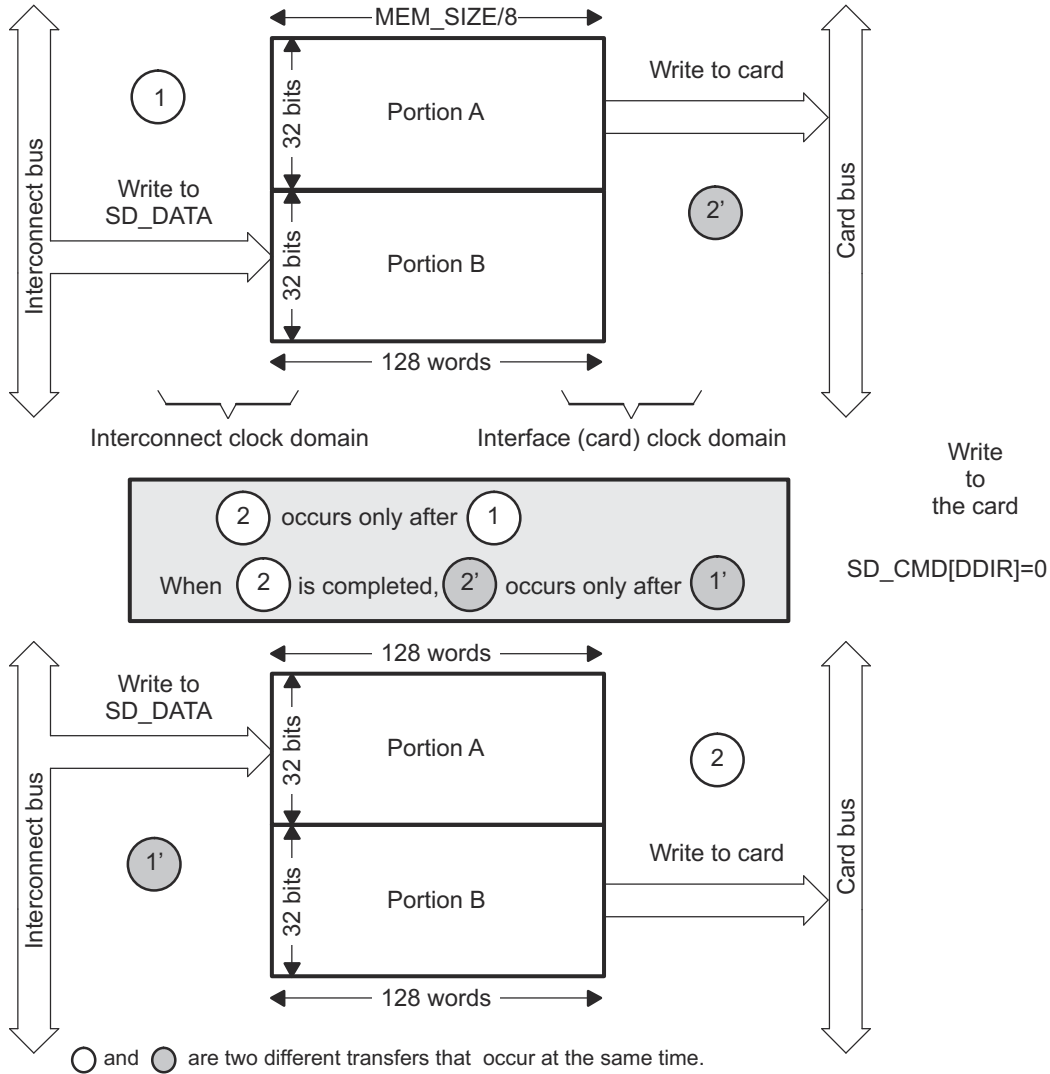 MEM_SIZE/8
Interconnect bus
1
Write to
SD_DATA
32 bits
Portion A
32 bits
Portion B
128 words
Write to card
2'
Card bus
Interconnect clock domain
Interface (card) clock domain
2 occurs only after 1
When 2 is completed, 2' occurs only after 1'
Write
to
the card
SD_CMD[DDIR]=0
128 words
Interconnect bus
Write to
SD_DATA
1'
32 bits
Portion A
32 bits
Portion B
128 words
2
Write to card
Card bus
and are two different transfers that occur at the same time.